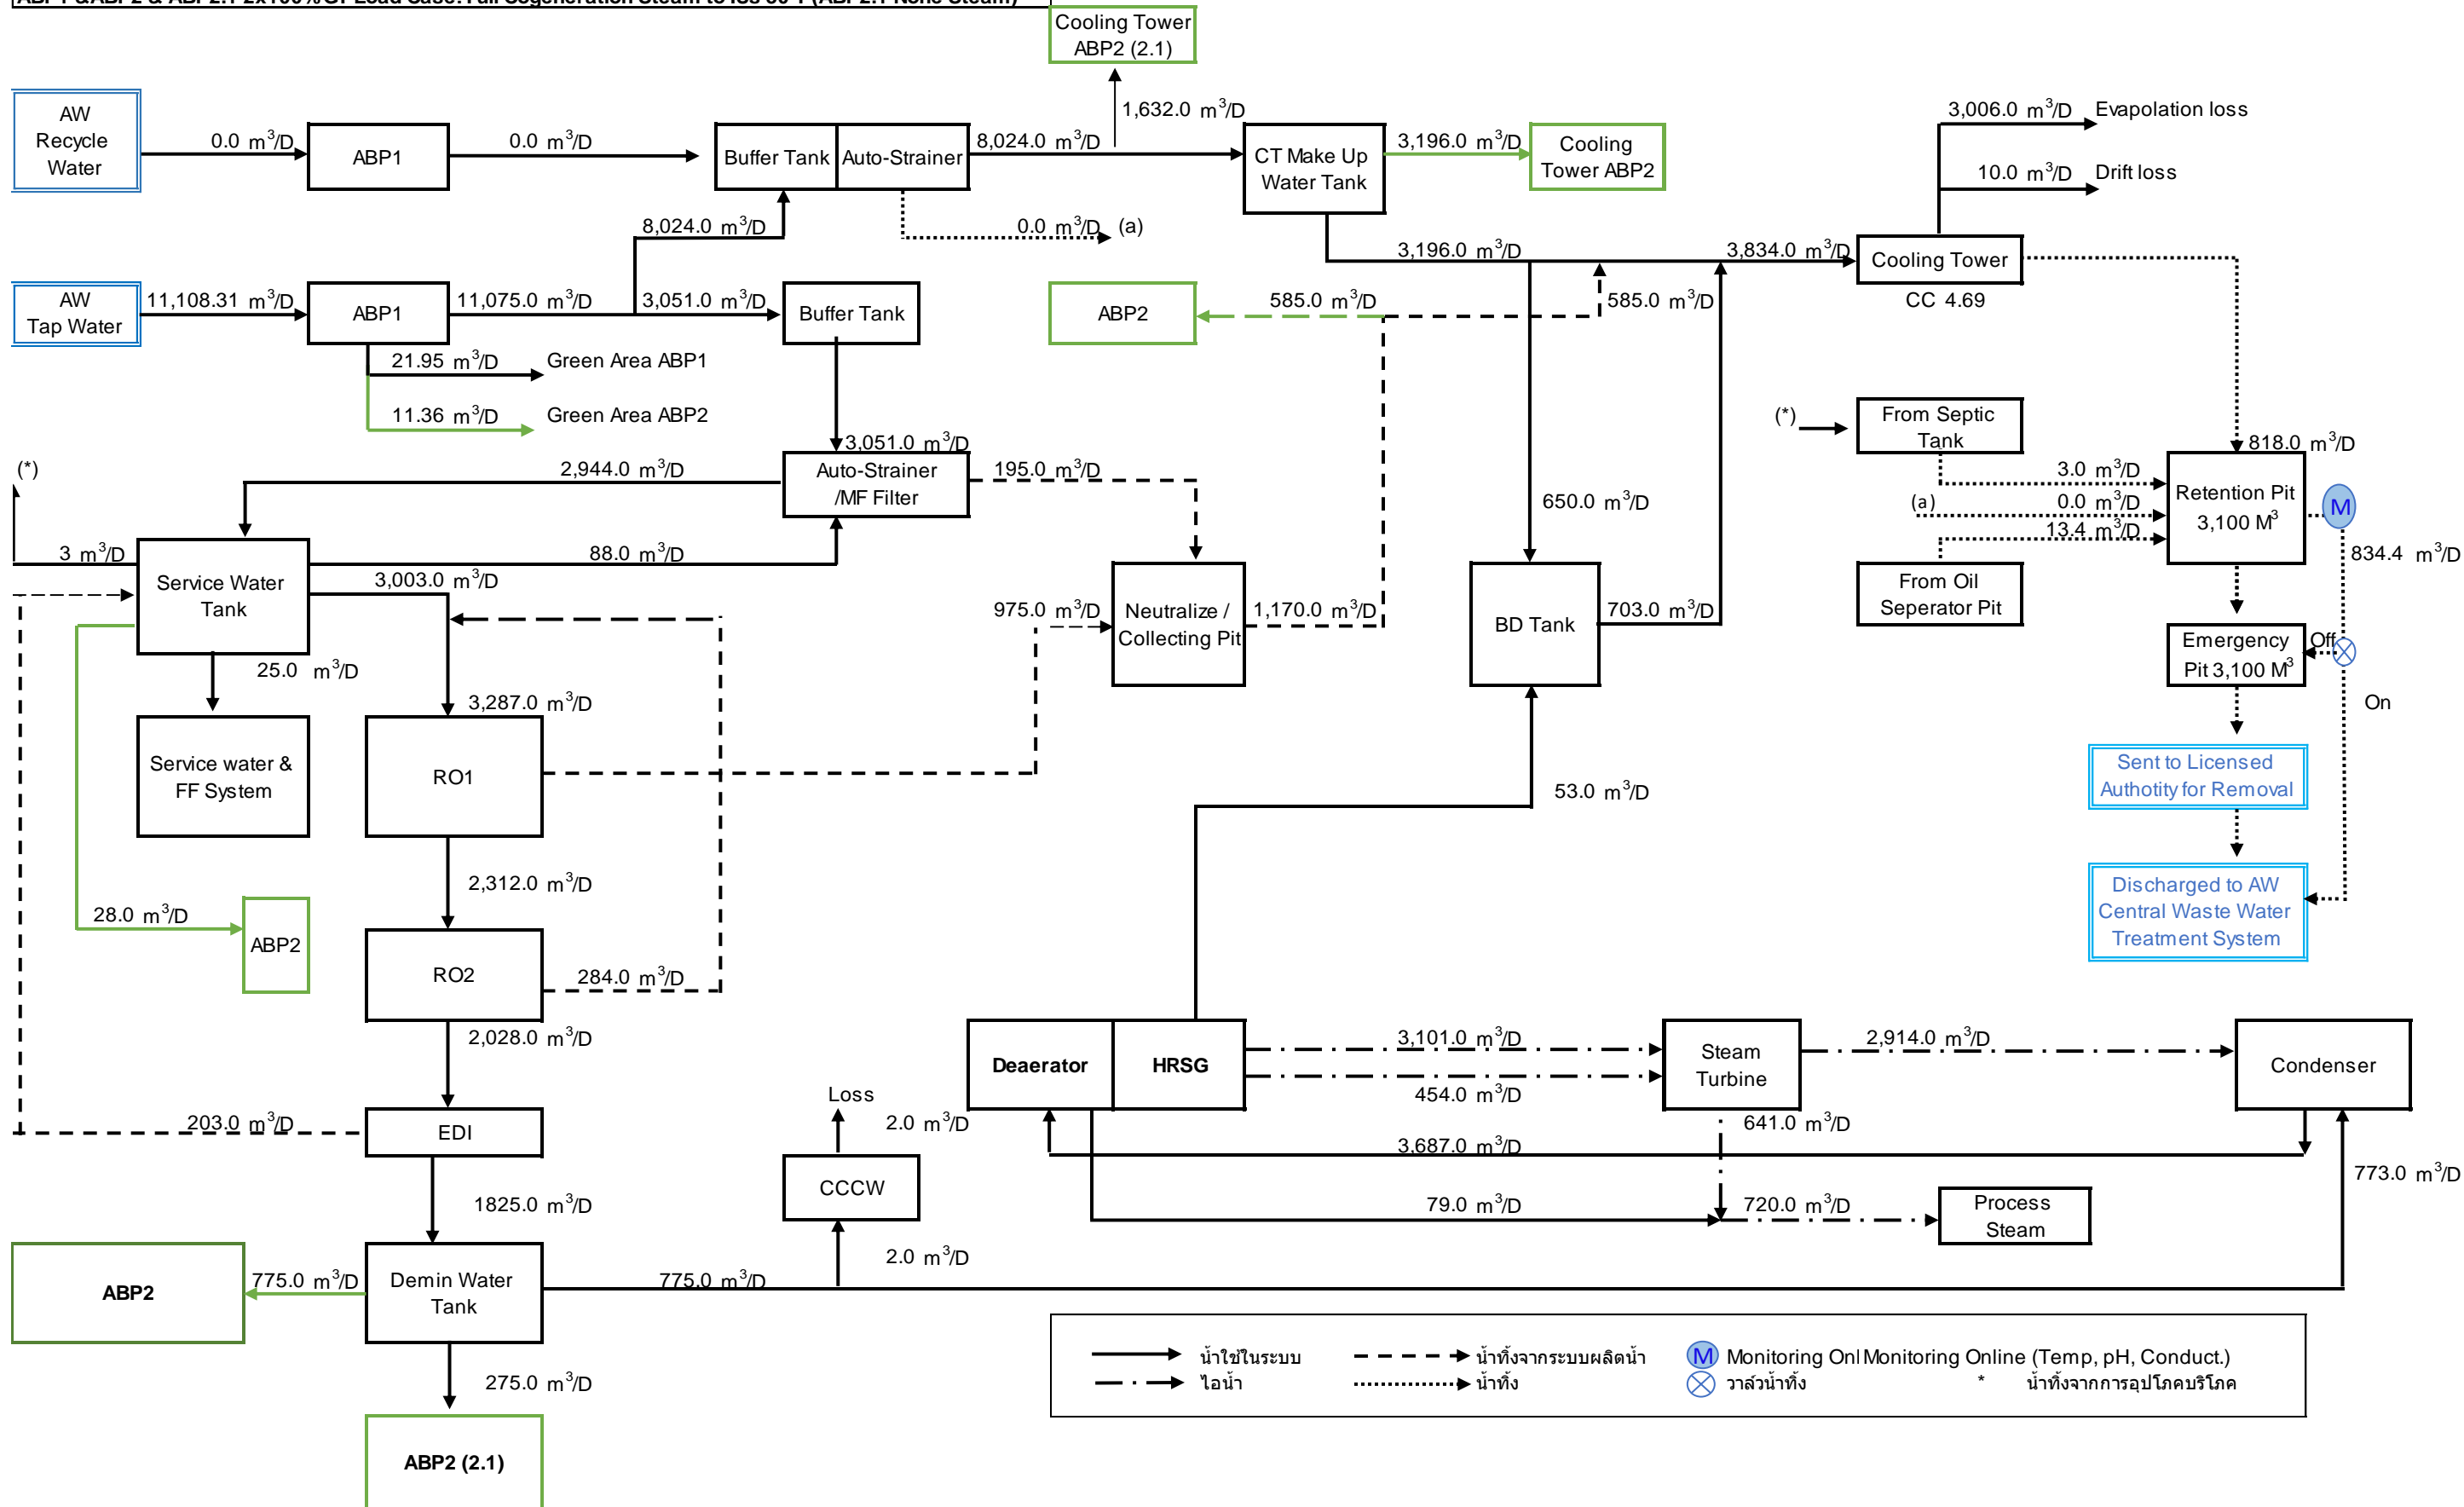 ABP1 &ABP2 & ABP2.1 2x100%GT Load Case: Full Cogeneration Steam to IUs 30 T (ABP2.1 None Steam)
Cooling Tower
ABP2 (2.1)
AW
Recycle
Water
0.0 m³/D
ABP1
0.0 m³/D
Buffer Tank
Auto-Strainer
8,024.0 m³/D
1,632.0 m³/D
CT Make Up
Water Tank
3,196.0 m³/D
Cooling
Tower ABP2
3,006.0 m³/D
Evapolation loss
10.0 m³/D
Drift loss
8,024.0 m³/D
0.0 m³/D
(a)
3,196.0 m³/D
3,834.0 m³/D
Cooling Tower
CC 4.69
AW
Tap Water
11,108.31 m³/D
ABP1
11,075.0 m³/D
3,051.0 m³/D
Buffer Tank
ABP2
585.0 m³/D
585.0 m³/D
21.95 m³/D
Green Area ABP1
11.36 m³/D
Green Area ABP2
(*)
From Septic
Tank
818.0 m³/D
3,051.0 m³/D
(*)
2,944.0 m³/D
Auto-Strainer
/MF Filter
195.0 m³/D
3.0 m³/D
(a)
0.0 m³/D
13.4 m³/D
Retention Pit
3,100 M³
M
650.0 m³/D
834.4 m³/D
3 m³/D
88.0 m³/D
Service Water
Tank
3,003.0 m³/D
975.0 m³/D
Neutralize /
Collecting Pit
1,170.0 m³/D
BD Tank
703.0 m³/D
From Oil
Seperator Pit
Emergency
Pit 3,100 M³
Off
On
25.0 m³/D
3,287.0 m³/D
Service water &
FF System
RO1
53.0 m³/D
Sent to Licensed
Authotity for Removal
2,312.0 m³/D
28.0 m³/D
ABP2
RO2
284.0 m³/D
Discharged to AW
Central Waste Water
Treatment System
2,028.0 m³/D
Deaerator
HRSG
3,101.0 m³/D
454.0 m³/D
Steam
Turbine
2,914.0 m³/D
Condenser
203.0 m³/D
EDI
Loss
2.0 m³/D
641.0 m³/D
3,687.0 m³/D
773.0 m³/D
CCCW
1825.0 m³/D
79.0 m³/D
720.0 m³/D
Process
Steam
2.0 m³/D
ABP2
775.0 m³/D
Demin Water
Tank
775.0 m³/D
275.0 m³/D
ABP2 (2.1)
น้ำใช้ในระบบ
น้ำทิ้งจากระบบผลิตน้ำ
M
Monitoring Onl Monitoring Online (Temp, pH, Conduct.)
ไอน้ำ
น้ำทิ้ง
วาล์วน้ำทิ้ง
* น้ำทิ้งจากการอุปโภคบริโภค